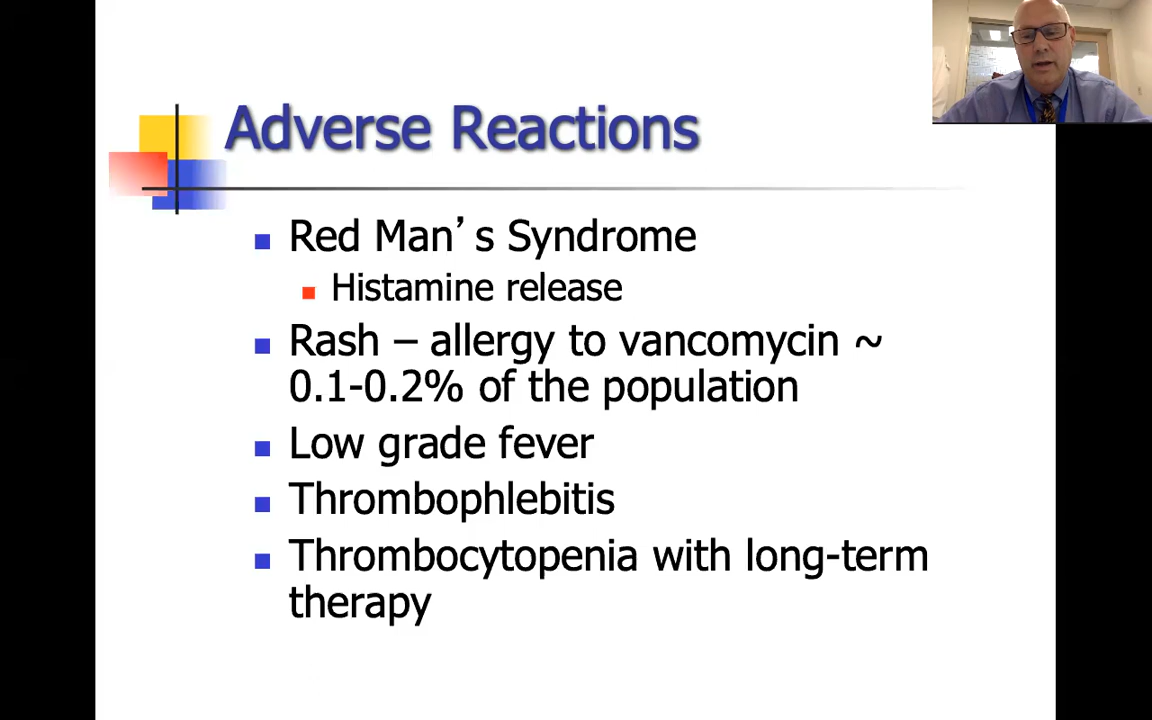 Adverse Reactions
Red Man’s Syndrome
Histamine release
Rash – allergy to vancomycin ~
0.1-0.2% of the population
Low grade fever
Thrombophlebitis
Thrombocytopenia with long-term
therapy